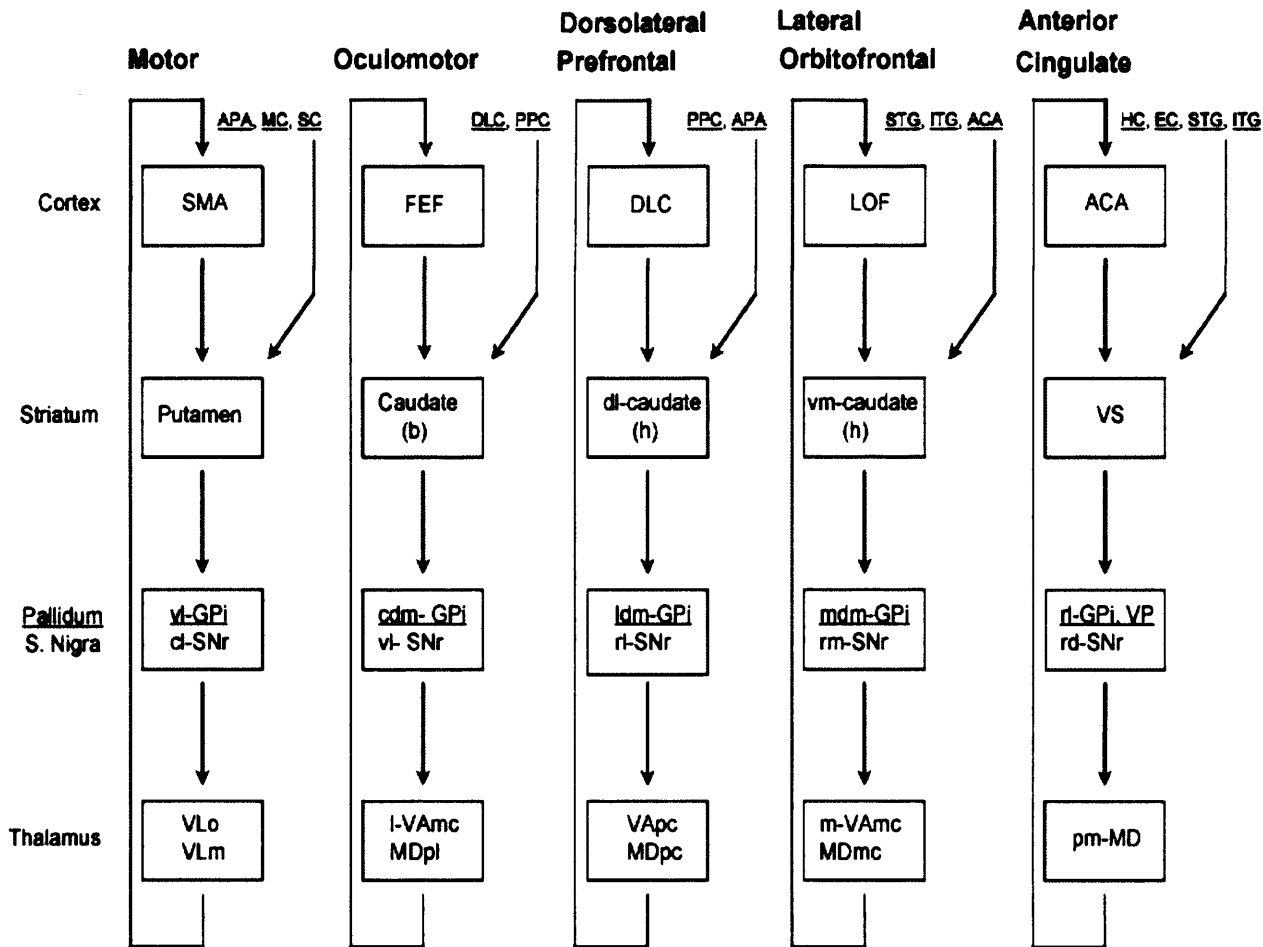 Motor
Oculomotor
Dorsolateral
Prefrontal
Lateral
Orbitofrontal
Anterior
Cingulate
APA, MC, SC
DLC, PPC
PPC, APA
STG, ITG, ACA
HC, EC, STG, ITG
Cortex
SMA
FEF
DLC
LOF
ACA
Striatum
Putamen
Caudate
(b)
dl-caudate
(h)
vm-caudate
(h)
VS
Pallidum
S. Nigra
vl-GPi
cl-SNr
cdm- GPi
vl- SNr
ldm-GPi
rl-SNr
mdm-GPi
rm-SNr
rl-GPi, VP
rd-SNr
Thalamus
VLo
VLm
l-VAmc
MDpl
VApc
MDpc
m-VAmc
MDmc
pm-MD